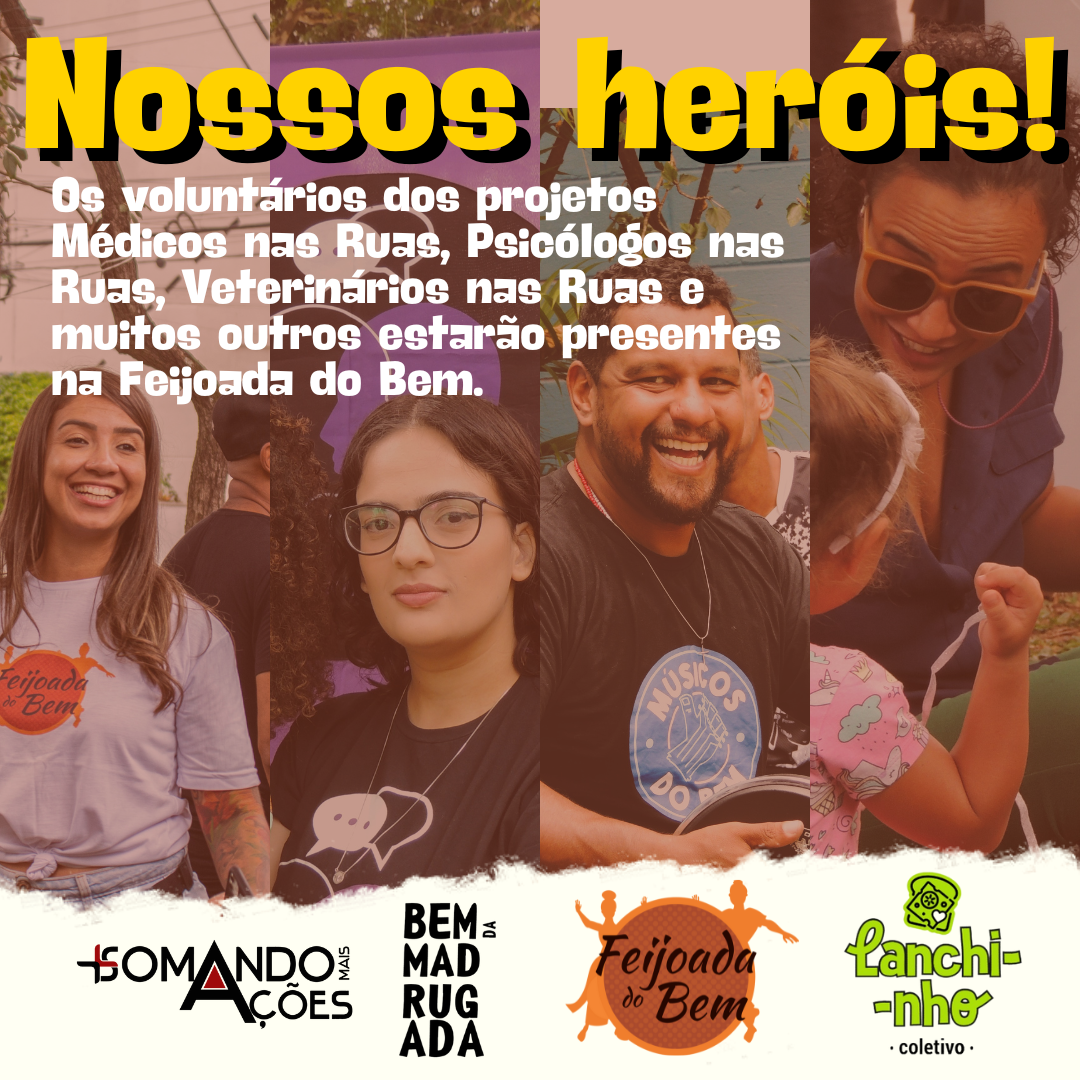 Nossos heróis!
Os voluntários dos projetos
Médicos nas Ruas, Psicólogos nas
Ruas, Veterinários nas Ruas e
muitos outros estarão presentes
na Feijoada do Bem.
Feijoada
do Bem
MÚSICOS
DO BEM
SOMANDO
MAIS
AÇÕES
BEM
DA
MAD
RUG
ADA
Feijoada
do Bem
Lanchi-
-nho
· coletivo ·